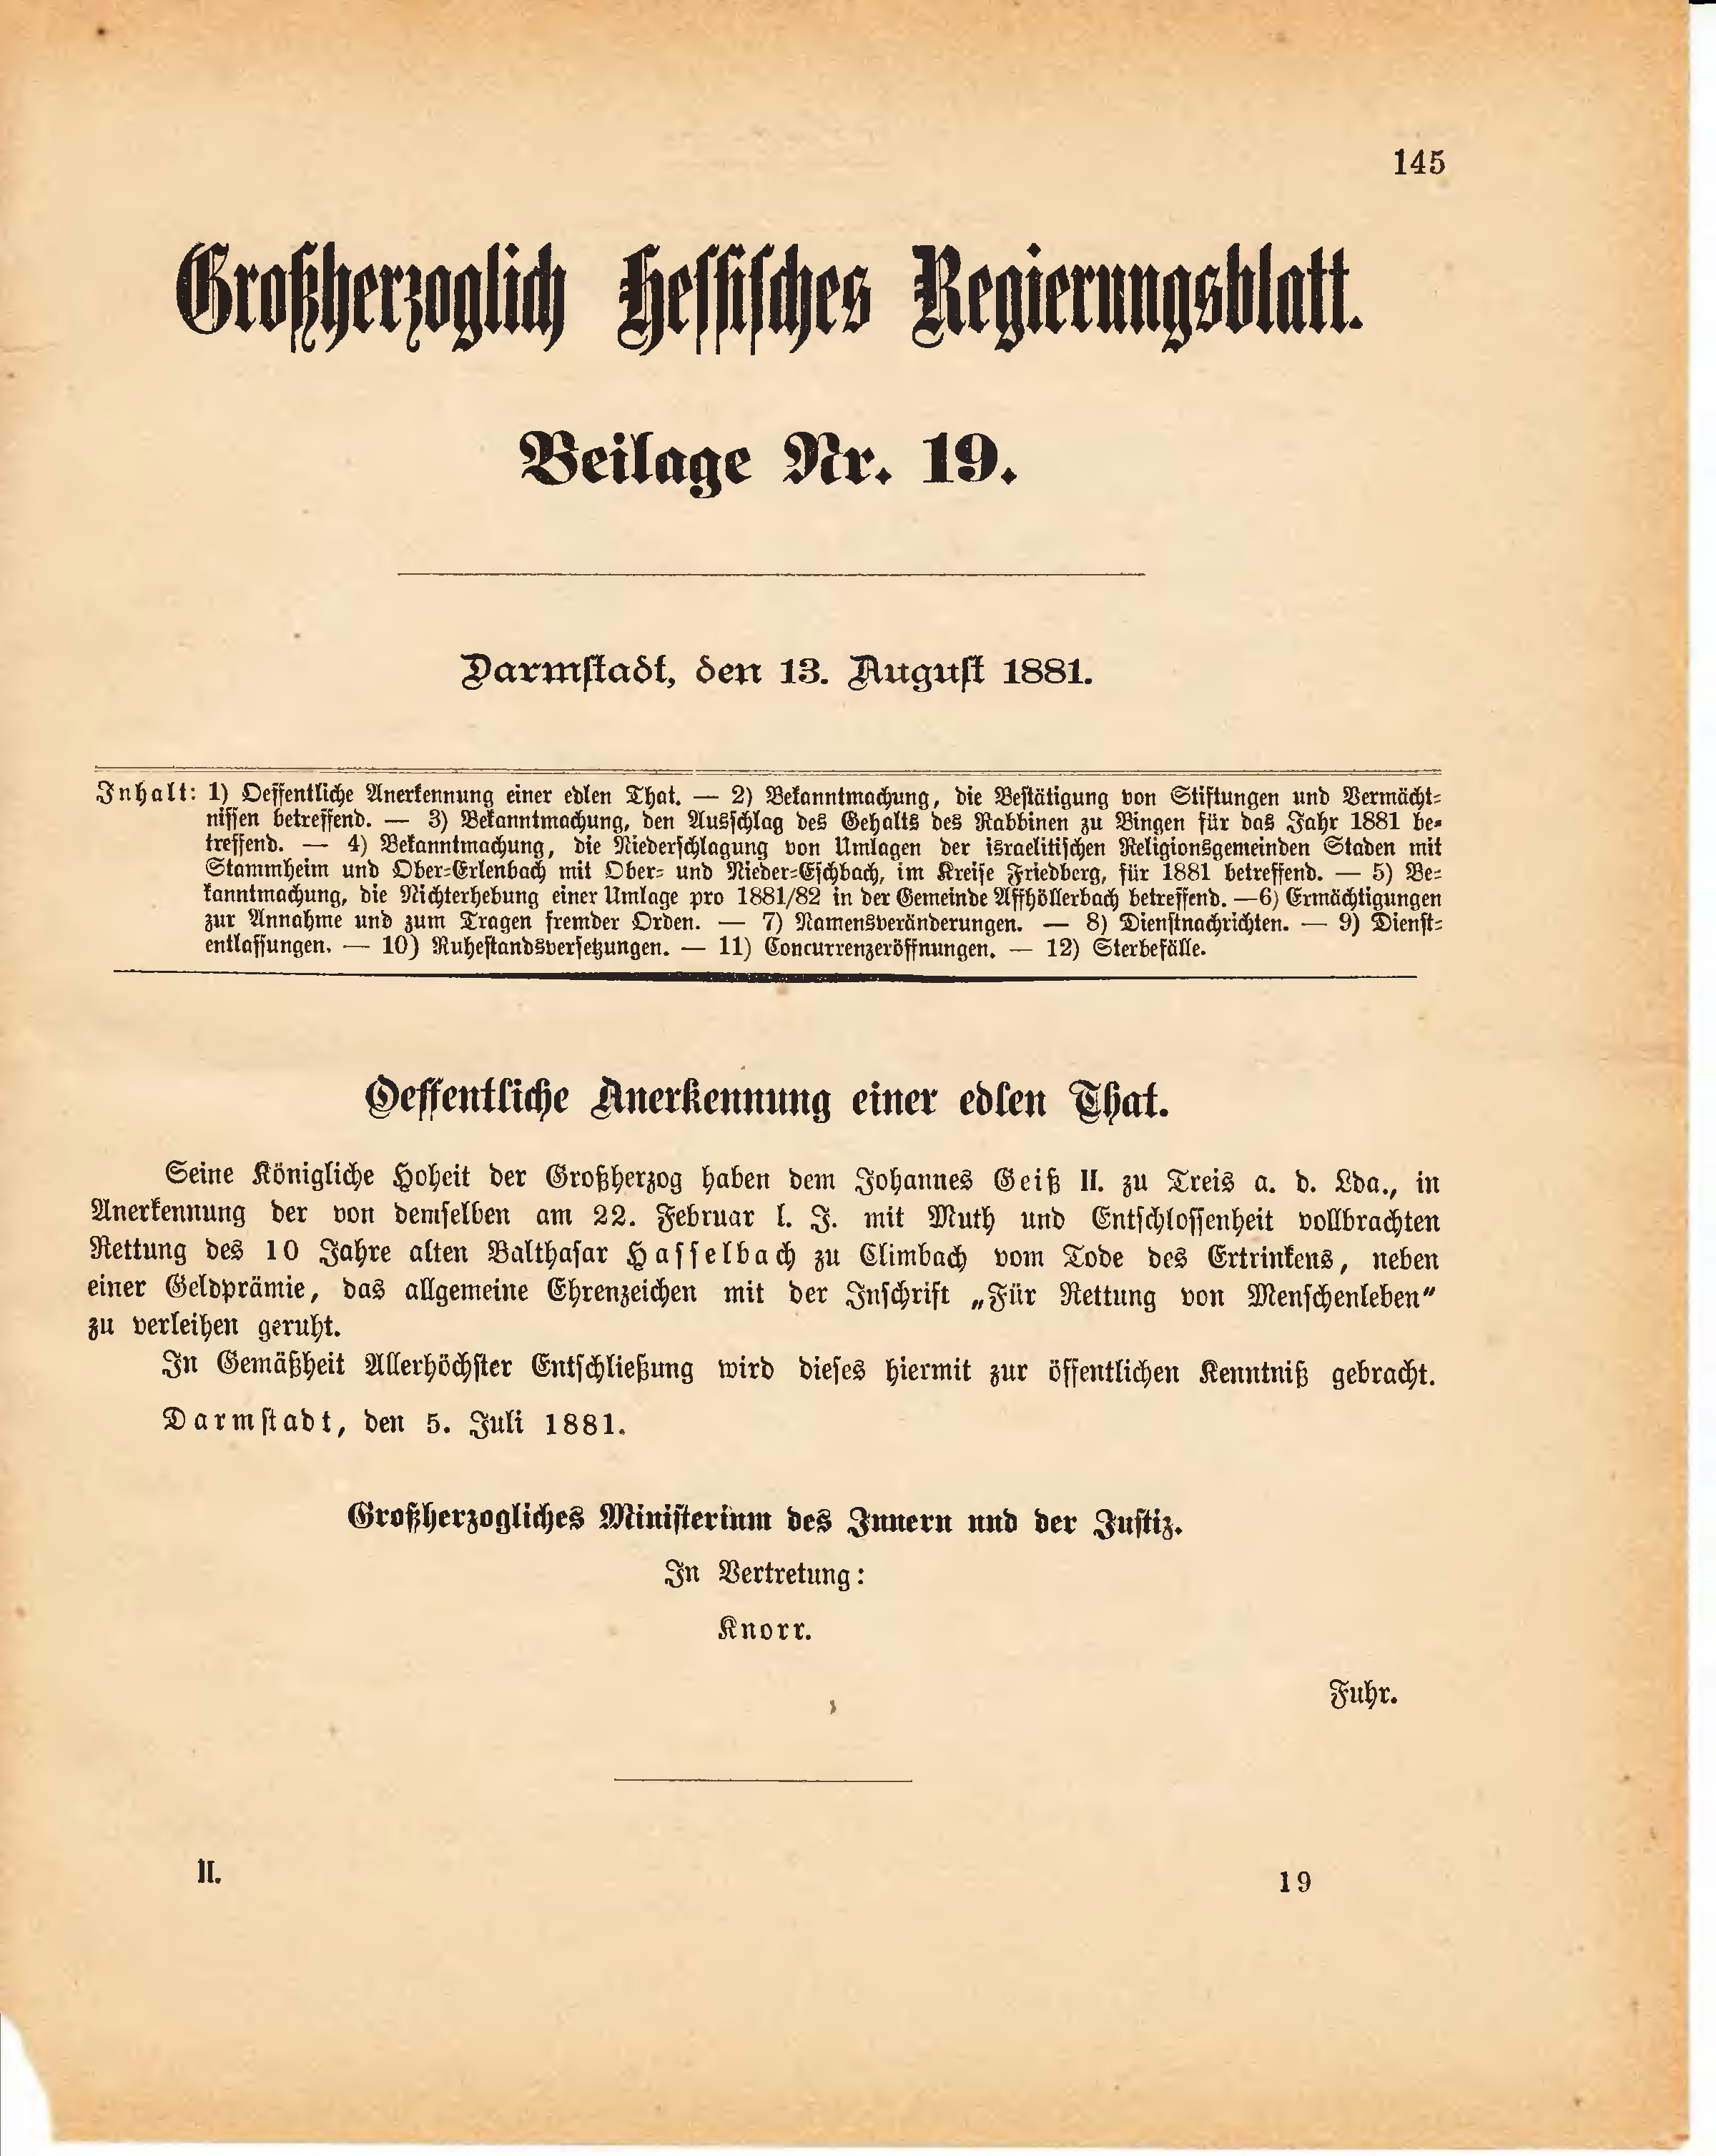 145
Großherzoglich Hessisches Regierungsblatt.
Beilage Nr. 19.
Darmstadt, den 13. August 1881.
Inhalt: 1) Oeffentliche Anerkennung einer edlen That. — 2) Bekanntmachung, die Bestätigung von Stiftungen und Vermächt-
nissen betreffend. — 3) Bekanntmachung, den Ausschlag des Gehalts des Rabbinen zu Bingen für das Jahr 1881 be-
treffend. — 4) Bekanntmachung, die Niederschlagung von Umlagen der israelitischen Religionsgemeinden Staden mit
Stammheim und Ober-Erlenbach mit Ober- und Nieder-Eschbach, im Kreise Friedberg, für 1881 betreffend. — 5) Be-
kanntmachung, die Nichterhebung einer Umlage pro 1881/82 in der Gemeinde Affhöllerbach betreffend. —6) Ermächtigungen
zur Annahme und zum Tragen fremder Orden. — 7) Namensveränderungen. — 8) Dienstnachrichten. — 9) Dienst-
entlassungen. — 10) Ruhestandsversetzungen. — 11) Concurrenzeröffnungen. — 12) Sterbefälle.
Oeffentliche Anerkennung einer edlen That.
Seine Königliche Hoheit der Großherzog haben dem Johannes Geiß II. zu Treis a. d. Lda., in
Anerkennung der von demselben am 22. Februar l. J. mit Muth und Entschlossenheit vollbrachten
Rettung des 10 Jahre alten Balthasar Hasselbach zu Climbach vom Tode des Ertrinkens, neben
einer Geldprämie, das allgemeine Ehrenzeichen mit der Inschrift „Für Rettung von Menschenleben“
zu verleihen geruht.
In Gemäßheit Allerhöchster Entschließung wird dieses hiermit zur öffentlichen Kenntniß gebracht.
Darmstadt, den 5. Juli 1881.
Großherzogliches Ministerium des Innern und der Justiz.
In Vertretung:
Knorr.
Fuhr.
II.
19